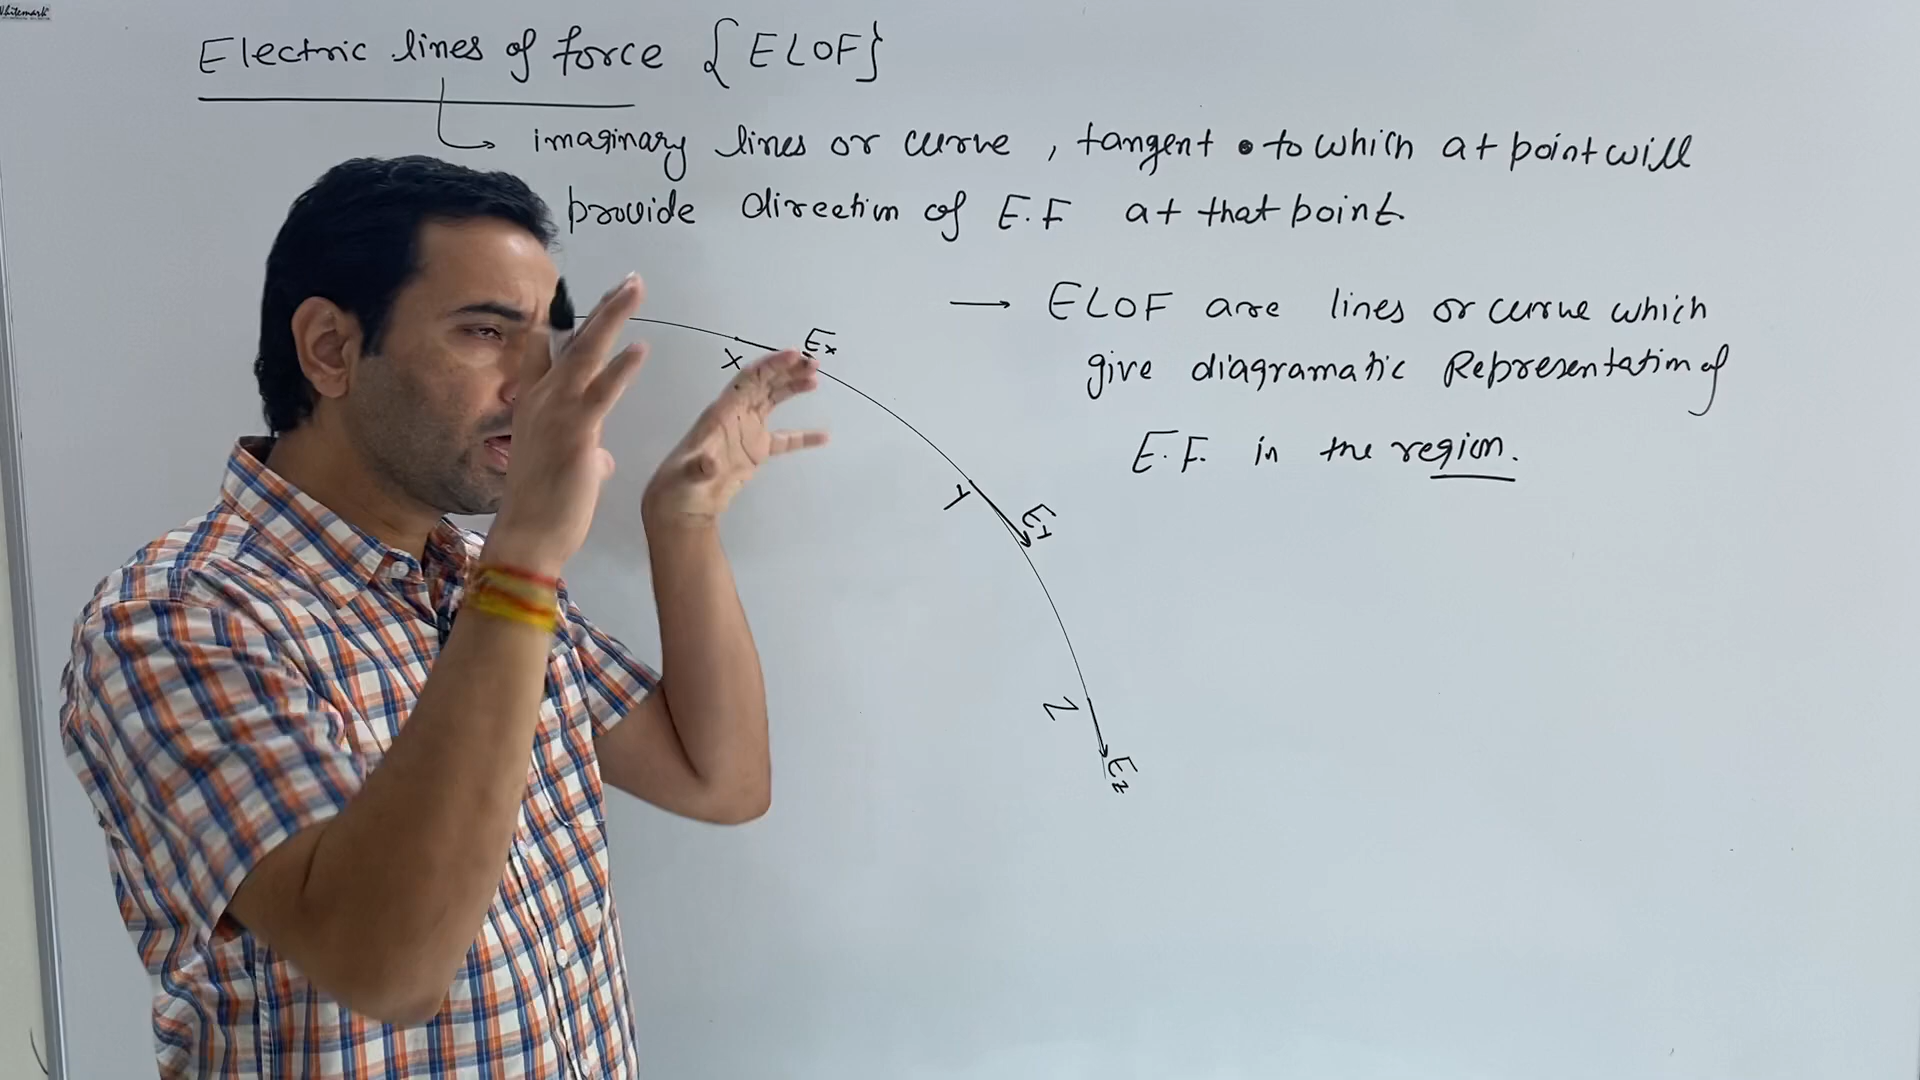 Whitemark
Electric lines of force {ELOF}
imaginary lines or curve, tangent to which at point will
provide direction of E.F at that point.
X
Ex
→ ELOF are lines or curve which
give diagramatic Representation of
E.F. in the region.
Y
EY
Z
Ez